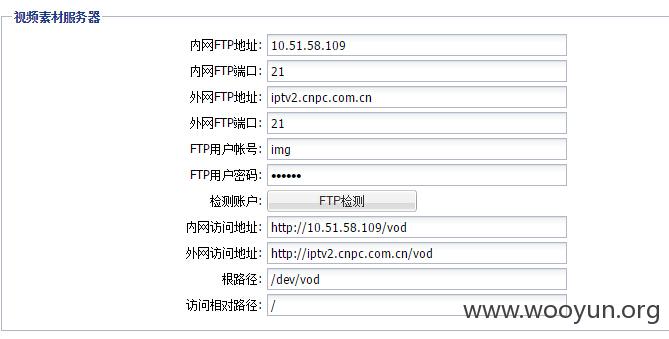 视频素材服务器
内网FTP地址: 10.51.58.109
内网FTP端口: 21
外网FTP地址: iptv2.cnpc.com.cn
外网FTP端口: 21
FTP用户帐号: img
FTP用户密码: ••••••
检测账户: FTP检测
内网访问地址: http://10.51.58.109/vod
外网访问地址: http://iptv2.cnpc.com.cn/vod
根路径: /dev/vod
访问相对路径: /
www.wooyun.org